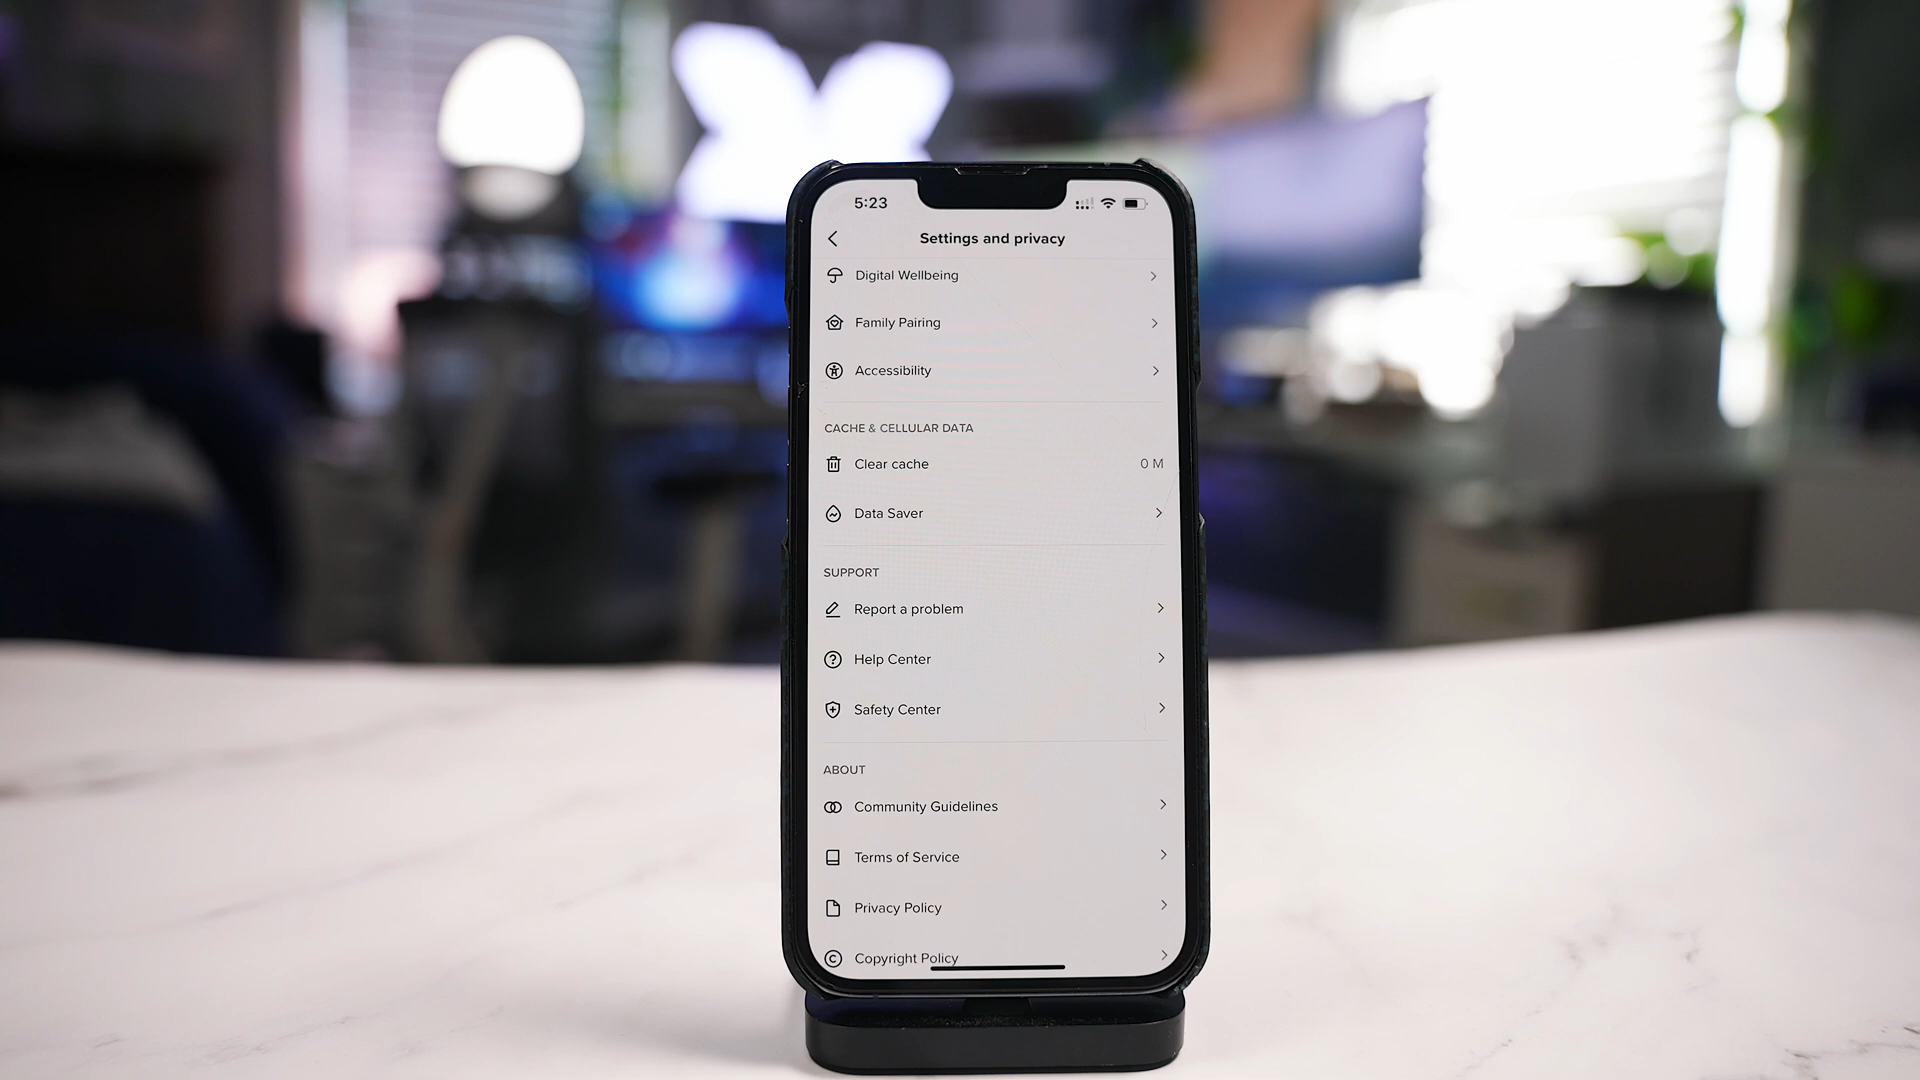 5:23
Settings and privacy
Digital Wellbeing
Family Pairing
Accessibility
CACHE & CELLULAR DATA
Clear cache 0 M
Data Saver
SUPPORT
Report a problem
Help Center
Safety Center
ABOUT
Community Guidelines
Terms of Service
Privacy Policy
Copyright Policy